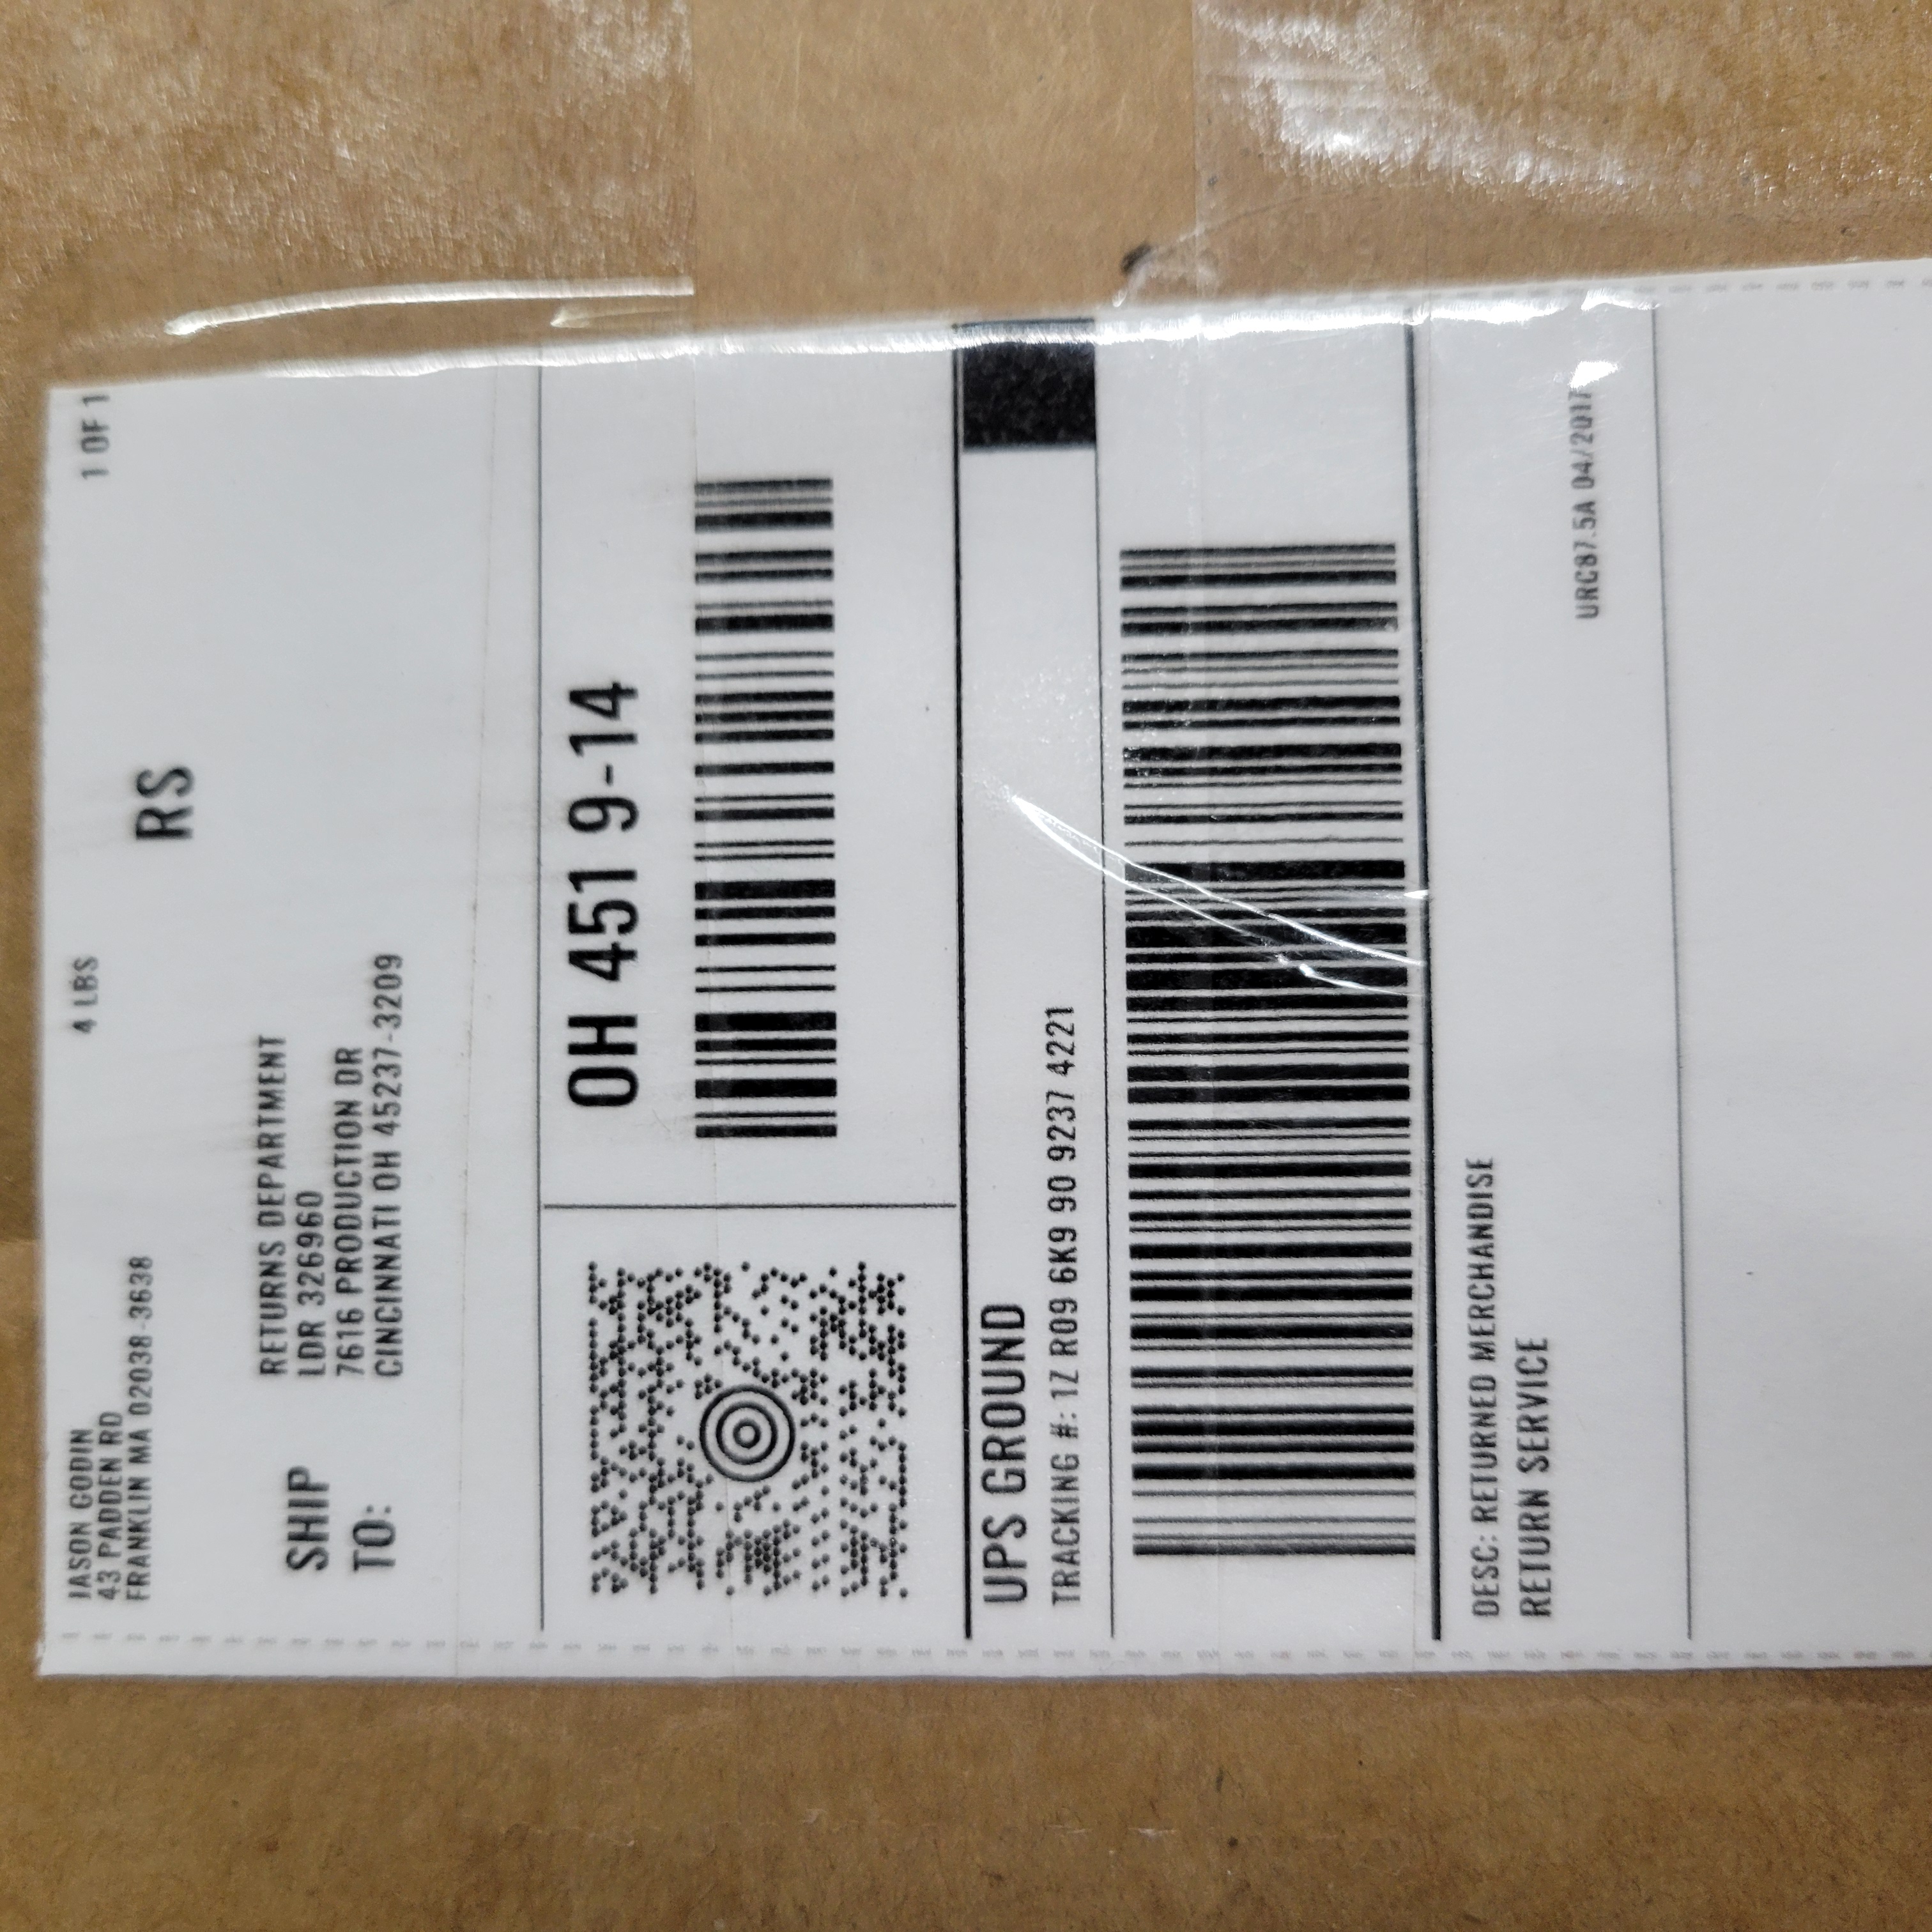 JASON GODIN
43 PADDEN RD
FRANKLIN MA 02038-3638
4 LBS
1 OF 1
RS
SHIP
TO:
RETURNS DEPARTMENT
LDR 326960
7616 PRODUCTION DR
CINCINNATI OH 45237-3209
OH 451 9-14
UPS GROUND
TRACKING #: 1Z R09 6K9 90 9237 4221
DESC: RETURNED MERCHANDISE
RETURN SERVICE
URC87.5A 04/2017